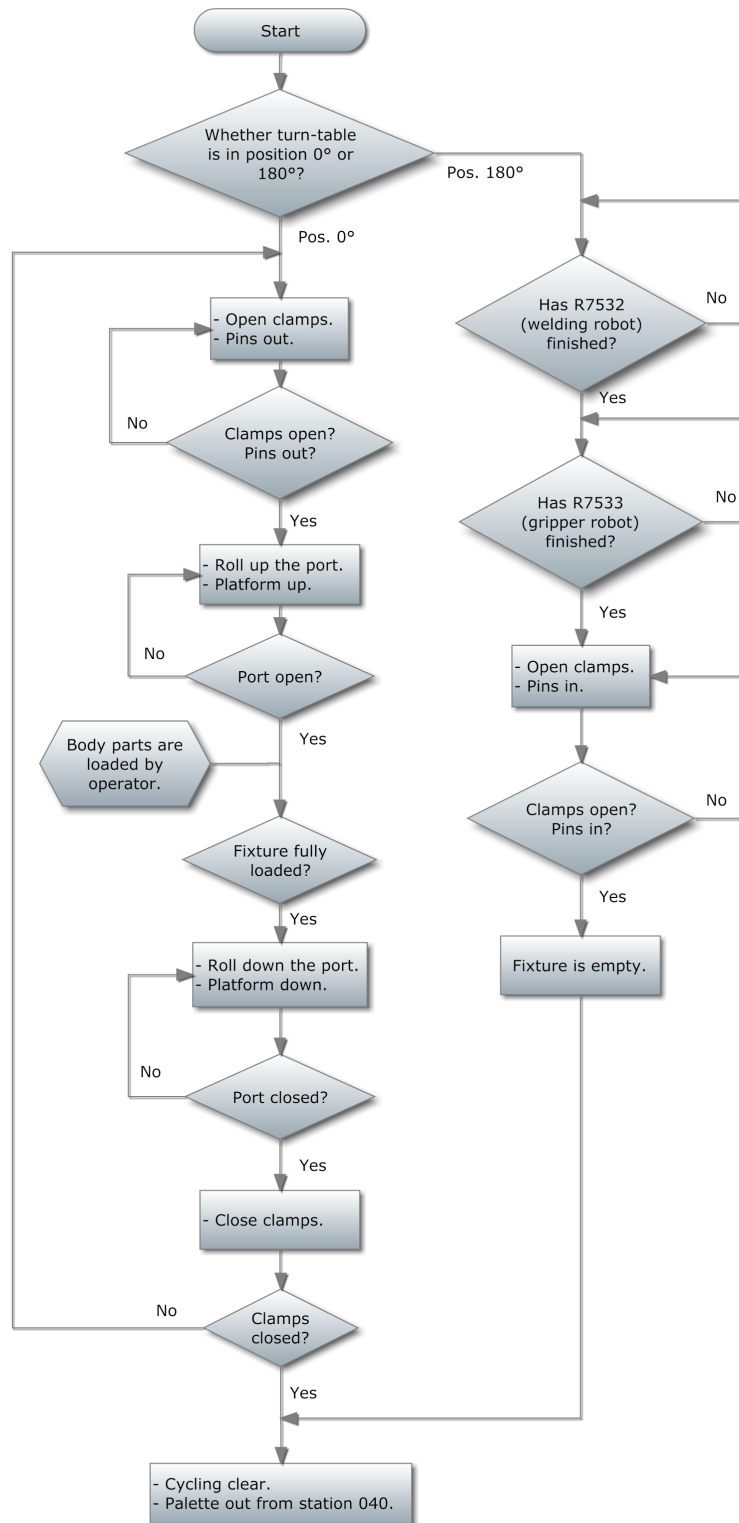 Start
Whether turn-table
is in position 0° or
180°?
Pos. 180°
Pos. 0°
- Open clamps.
- Pins out.
No
Clamps open?
Pins out?
Yes
- Roll up the port.
- Platform up.
No
Port open?
Yes
Body parts are
loaded by
operator.
Fixture fully
loaded?
Yes
- Roll down the port.
- Platform down.
No
Port closed?
Yes
- Close clamps.
No
Clamps
closed?
Yes
Has R7532
(welding robot)
finished?
No
Yes
Has R7533
(gripper robot)
finished?
No
Yes
- Open clamps.
- Pins in.
Clamps open?
Pins in?
No
Yes
Fixture is empty.
- Cycling clear.
- Palette out from station 040.